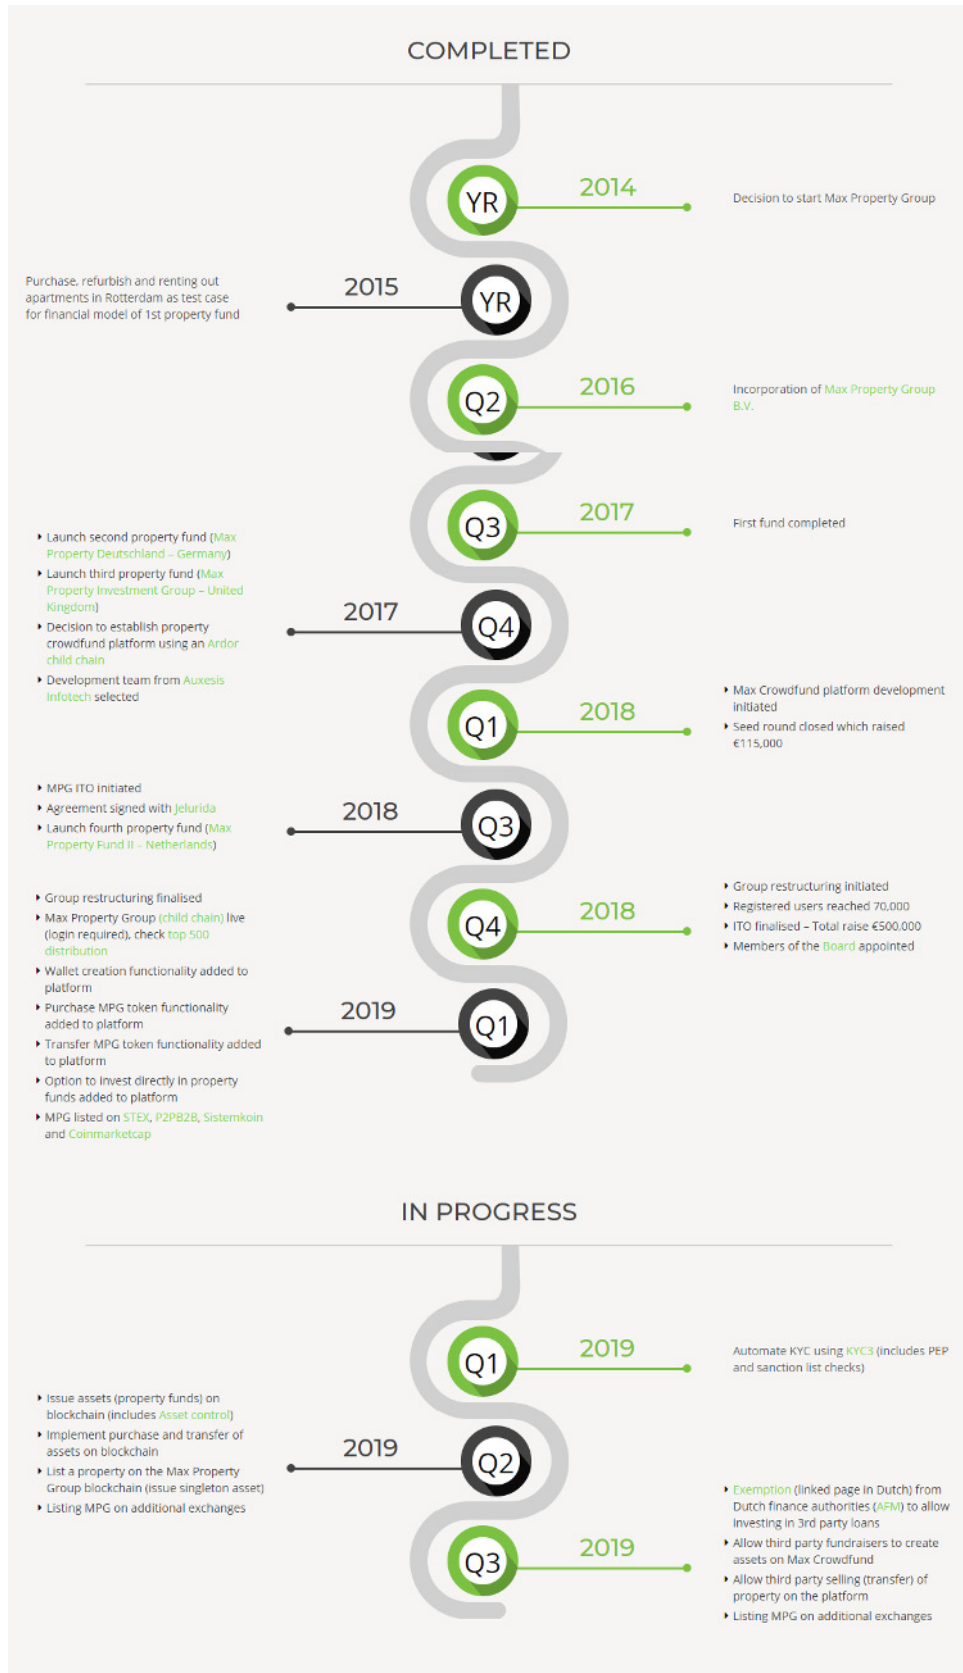 COMPLETED
YR
2014
Decision to start Max Property Group
Purchase, refurbish and renting out
apartments in Rotterdam as test case
for financial model of 1st property fund
2015
YR
Q2
2016
Incorporation of Max Property Group
B.V.
Q3
2017
First fund completed
Launch second property fund (Max
Property Deutschland – Germany)
Launch third property fund (Max
Property Investment Group – United
Kingdom)
Decision to establish property
crowdfund platform using an Ardor
child chain
Development team from Auxesis
Infotech selected
2017
Q4
Q1
2018
Max Crowdfund platform development
initiated
Seed round closed which raised
€115,000
MPG ITO initiated
Agreement signed with Jelurida
Launch fourth property fund (Max
Property Fund II – Netherlands)
2018
Q3
Q4
2018
Group restructuring initiated
Registered users reached 70,000
ITO finalised – Total raise €500,000
Members of the Board appointed
Group restructuring finalised
Max Property Group (child chain) live
(login required), check top 500
distribution
Wallet creation functionality added to
platform
Purchase MPG token functionality
added to platform
Transfer MPG token functionality added
to platform
Option to invest directly in property
funds added to platform
MPG listed on STEX, P2PB2B, Sistemkoin
and Coinmarketcap
2019
Q1
IN PROGRESS
Q1
2019
Automate KYC using KYC3 (includes PEP
and sanction list checks)
Issue assets (property funds) on
blockchain (includes Asset control)
Implement purchase and transfer of
assets on blockchain
List a property on the Max Property
Group blockchain (issue singleton asset)
Listing MPG on additional exchanges
2019
Q2
Q3
2019
Exemption (linked page in Dutch) from
Dutch finance authorities (AFM) to allow
investing in 3rd party loans
Allow third party fundraisers to create
assets on Max Crowdfund
Allow third party selling (transfer) of
property on the platform
Listing MPG on additional exchanges